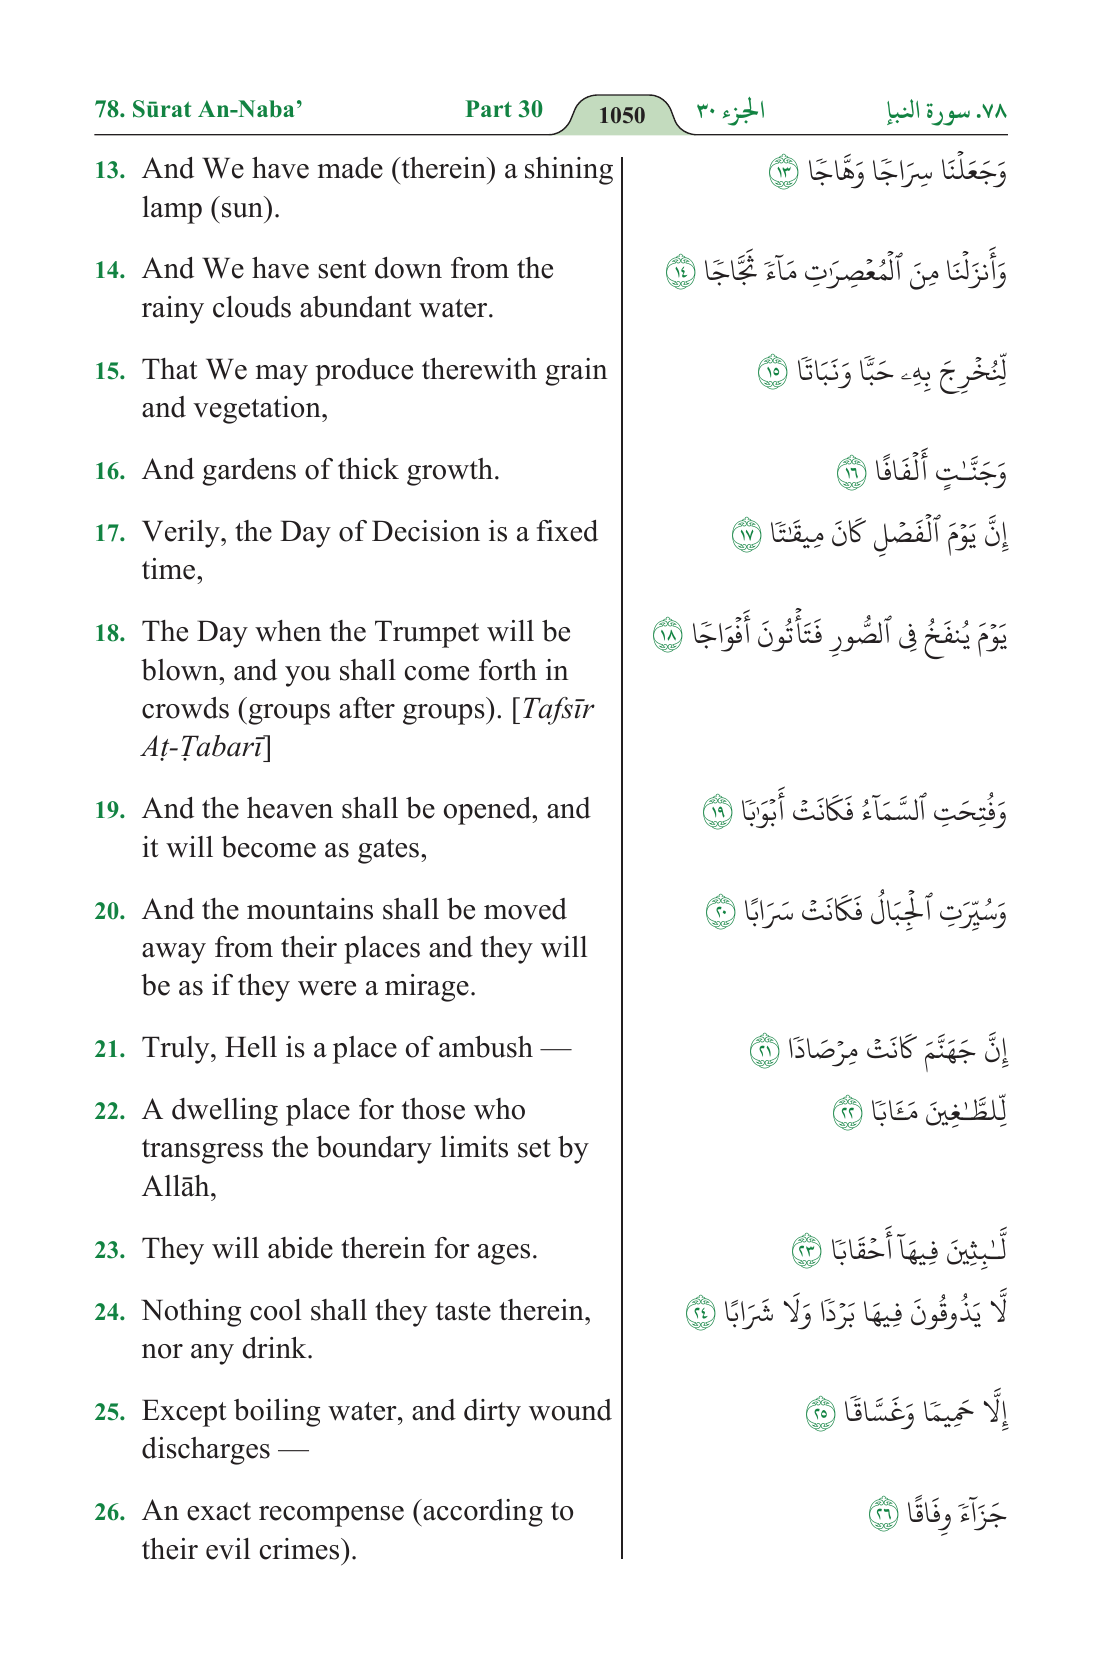 78. Sūrat An-Naba’ Part 30 1050 الجزء ٣٠ ٧٨. سورة النبإ
13. And We have made (therein) a shining
lamp (sun).
وَجَعَلْنَا سِرَاجًا وَهَّاجًا ١٣
14. And We have sent down from the
rainy clouds abundant water.
وَأَنزَلْنَا مِنَ ٱلْمُعْصِرَٰتِ مَآءً ثَجَّاجًا ١٤
15. That We may produce therewith grain
and vegetation,
لِّنُخْرِجَ بِهِۦ حَبًّا وَنَبَاتًا ١٥
16. And gardens of thick growth.
وَجَنَّـٰتٍ أَلْفَافًا ١٦
17. Verily, the Day of Decision is a fixed
time,
إِنَّ يَوْمَ ٱلْفَصْلِ كَانَ مِيقَـٰتًا ١٧
18. The Day when the Trumpet will be
blown, and you shall come forth in
crowds (groups after groups). [Tafsīr
Aṭ-Ṭabarī]
يَوْمَ يُنفَخُ فِى ٱلصُّورِ فَتَأْتُونَ أَفْوَاجًا ١٨
19. And the heaven shall be opened, and
it will become as gates,
وَفُتِحَتِ ٱلسَّمَآءُ فَكَانَتْ أَبْوَٰبًا ١٩
20. And the mountains shall be moved
away from their places and they will
be as if they were a mirage.
وَسُيِّرَتِ ٱلْجِبَالُ فَكَانَتْ سَرَابًا ٢٠
21. Truly, Hell is a place of ambush —
إِنَّ جَهَنَّمَ كَانَتْ مِرْصَادًا ٢١
22. A dwelling place for those who
transgress the boundary limits set by
Allāh,
لِّلطَّـٰغِينَ مَـَٔابًا ٢٢
23. They will abide therein for ages.
لَّـٰبِثِينَ فِيهَآ أَحْقَابًا ٢٣
24. Nothing cool shall they taste therein,
nor any drink.
لَّا يَذُوقُونَ فِيهَا بَرْدًا وَلَا شَرَابًا ٢٤
25. Except boiling water, and dirty wound
discharges —
إِلَّا حَمِيمًا وَغَسَّاقًا ٢٥
26. An exact recompense (according to
their evil crimes).
جَزَآءً وِفَاقًا ٢٦